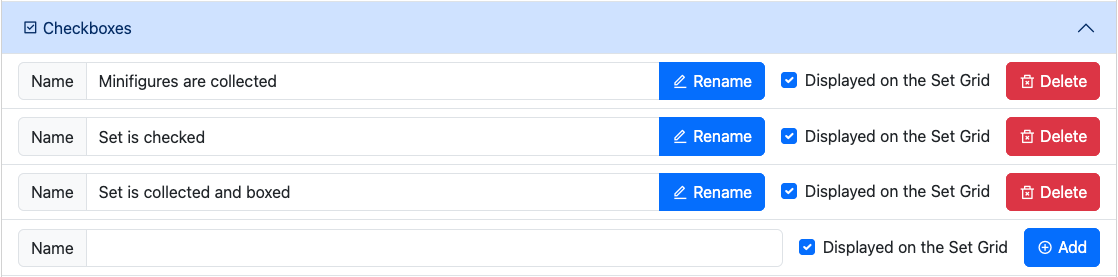 Checkboxes
Name Minifigures are collected Rename Displayed on the Set Grid Delete
Name Set is checked Rename Displayed on the Set Grid Delete
Name Set is collected and boxed Rename Displayed on the Set Grid Delete
Name Displayed on the Set Grid Add